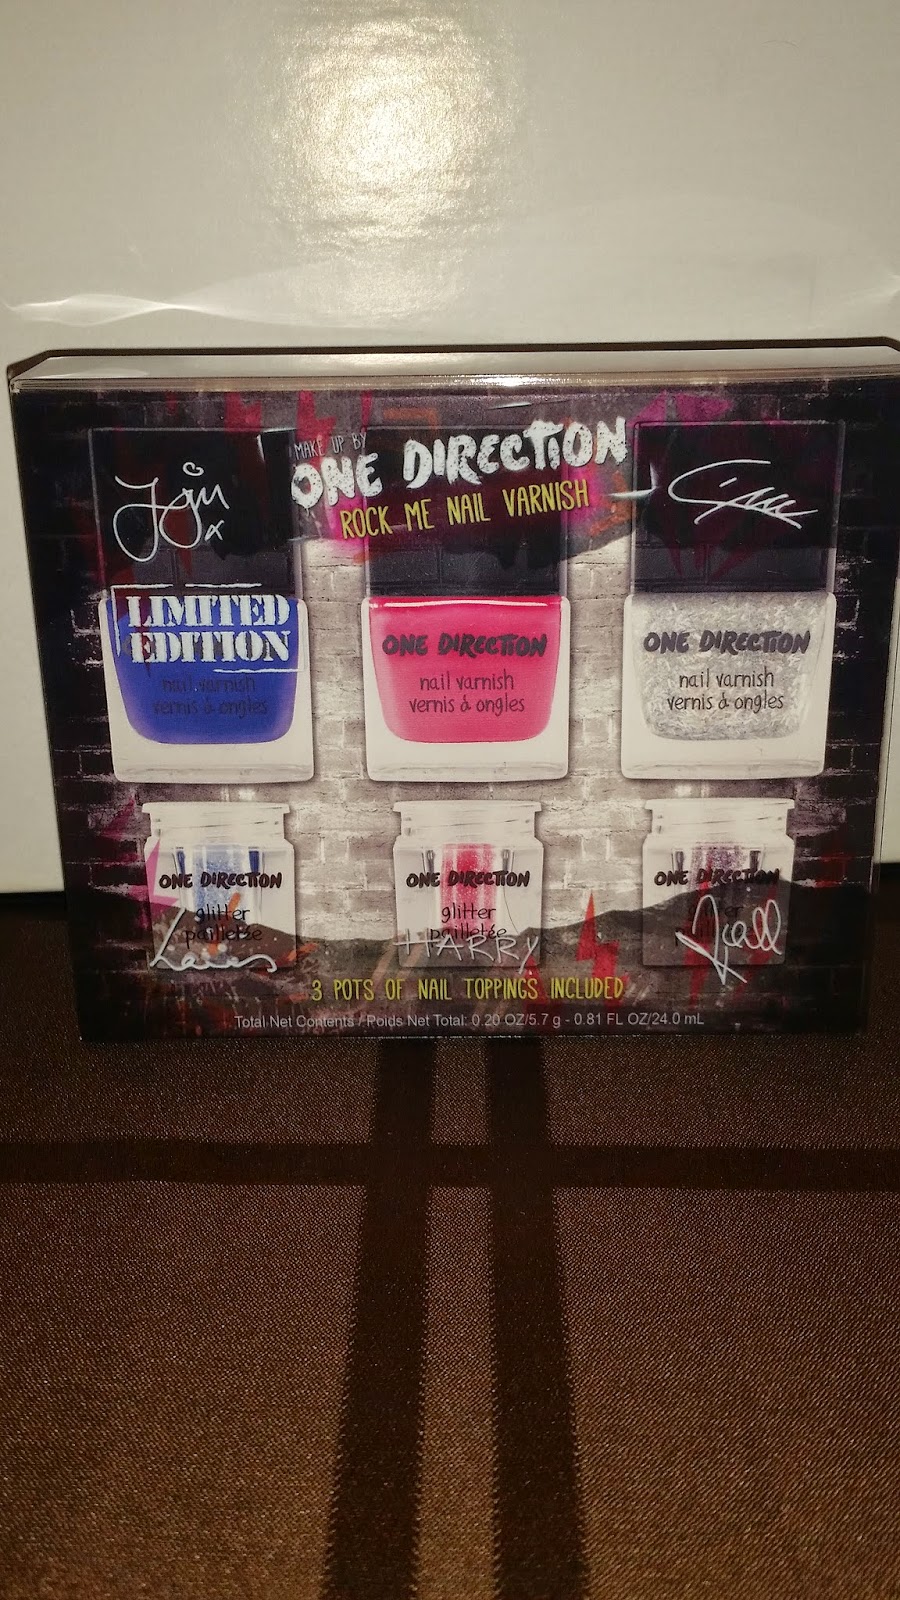 MAKE UP BY
ONE DIRECTION
ROCK ME NAIL VARNISH
LIMITED
EDITION
nail varnish
vernis à ongles
ONE DIRECTION
nail varnish
vernis à ongles
ONE DIRECTION
nail varnish
vernis à ongles
ONE DIRECTION
glitter
pailletée
ONE DIRECTION
glitter
pailletée
HARRY
ONE DIRECTION
glitter
Niall
3 POTS OF NAIL TOPPINGS INCLUDED
Total Net Contents / Poids Net Total: 0.20 OZ/5.7 g - 0.81 FL OZ/24.0 mL